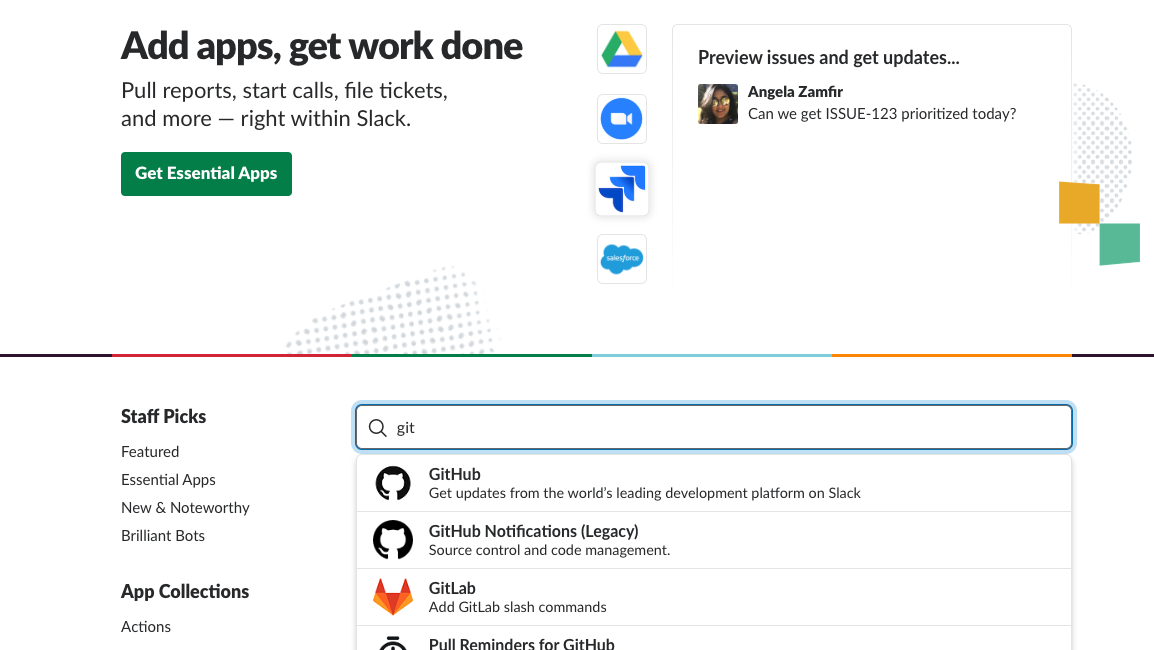 Add apps, get work done
Pull reports, start calls, file tickets,
and more — right within Slack.
Get Essential Apps
salesforce
Preview issues and get updates...
Angela Zamfir
Can we get ISSUE-123 prioritized today?
Staff Picks
Featured
Essential Apps
New & Noteworthy
Brilliant Bots
App Collections
Actions
git
GitHub
Get updates from the world’s leading development platform on Slack
GitHub Notifications (Legacy)
Source control and code management.
GitLab
Add GitLab slash commands
Pull Reminders for GitHub